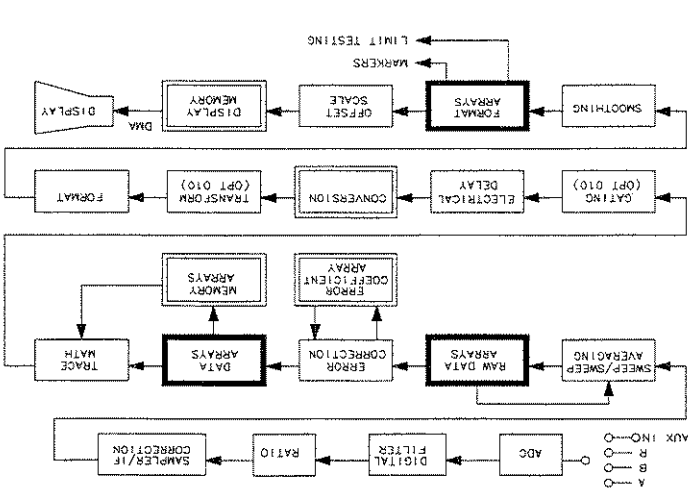 A
B
R
AUX IN
ADC
DIGITAL
FILTER
RATIO
SAMPLER/IF
CORRECTION
SWEEP/SWEEP
AVERAGING
RAW DATA
ARRAYS
ERROR
CORRECTION
DATA
ARRAYS
TRACE
MATH
ERROR
COEFFICIENT
ARRAY
MEMORY
ARRAYS
GATING
(OPT 010)
ELECTRICAL
DELAY
CONVERSION
TRANSFORM
(OPT 010)
FORMAT
SMOOTHING
FORMAT
ARRAYS
OFFSET
SCALE
DISPLAY
MEMORY
DMA
DISPLAY
MARKERS
LIMIT TESTING